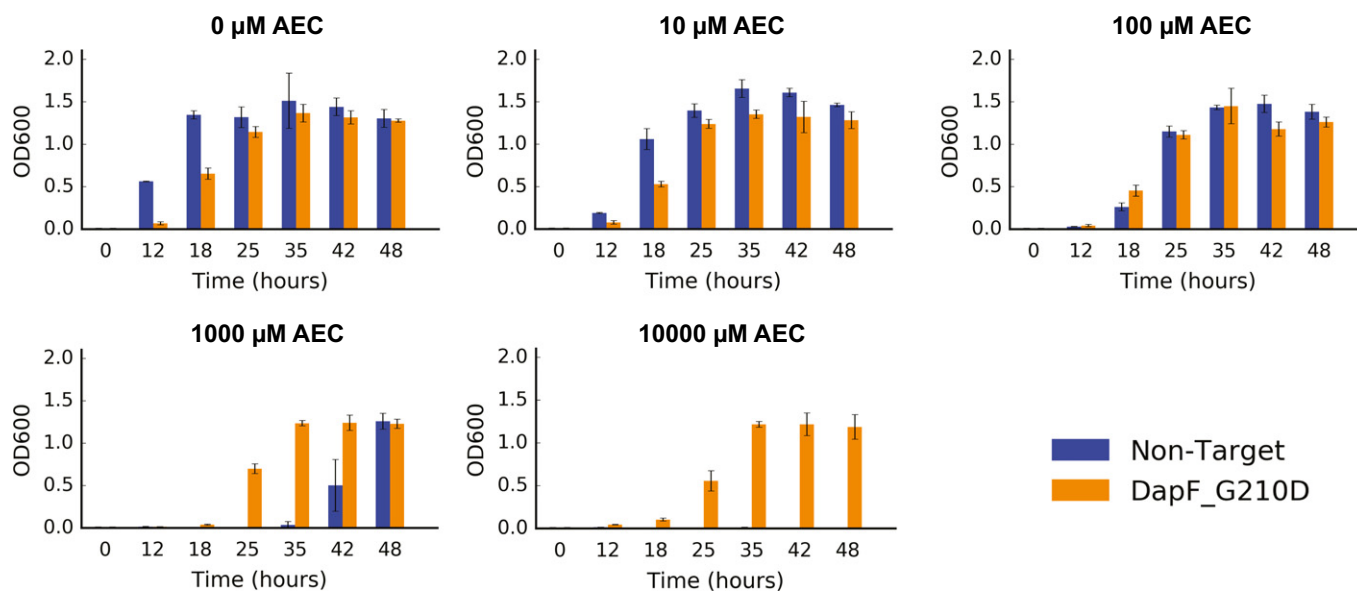 0 µM AEC
2.0
1.5
1.0
0.5
0.0
OD600
0 12 18 25 35 42 48
Time (hours)
10 µM AEC
2.0
1.5
1.0
0.5
0.0
OD600
0 12 18 25 35 42 48
Time (hours)
100 µM AEC
2.0
1.5
1.0
0.5
0.0
OD600
0 12 18 25 35 42 48
Time (hours)
1000 µM AEC
2.0
1.5
1.0
0.5
0.0
OD600
0 12 18 25 35 42 48
Time (hours)
10000 µM AEC
2.0
1.5
1.0
0.5
0.0
OD600
0 12 18 25 35 42 48
Time (hours)
Non-Target
DapF_G210D